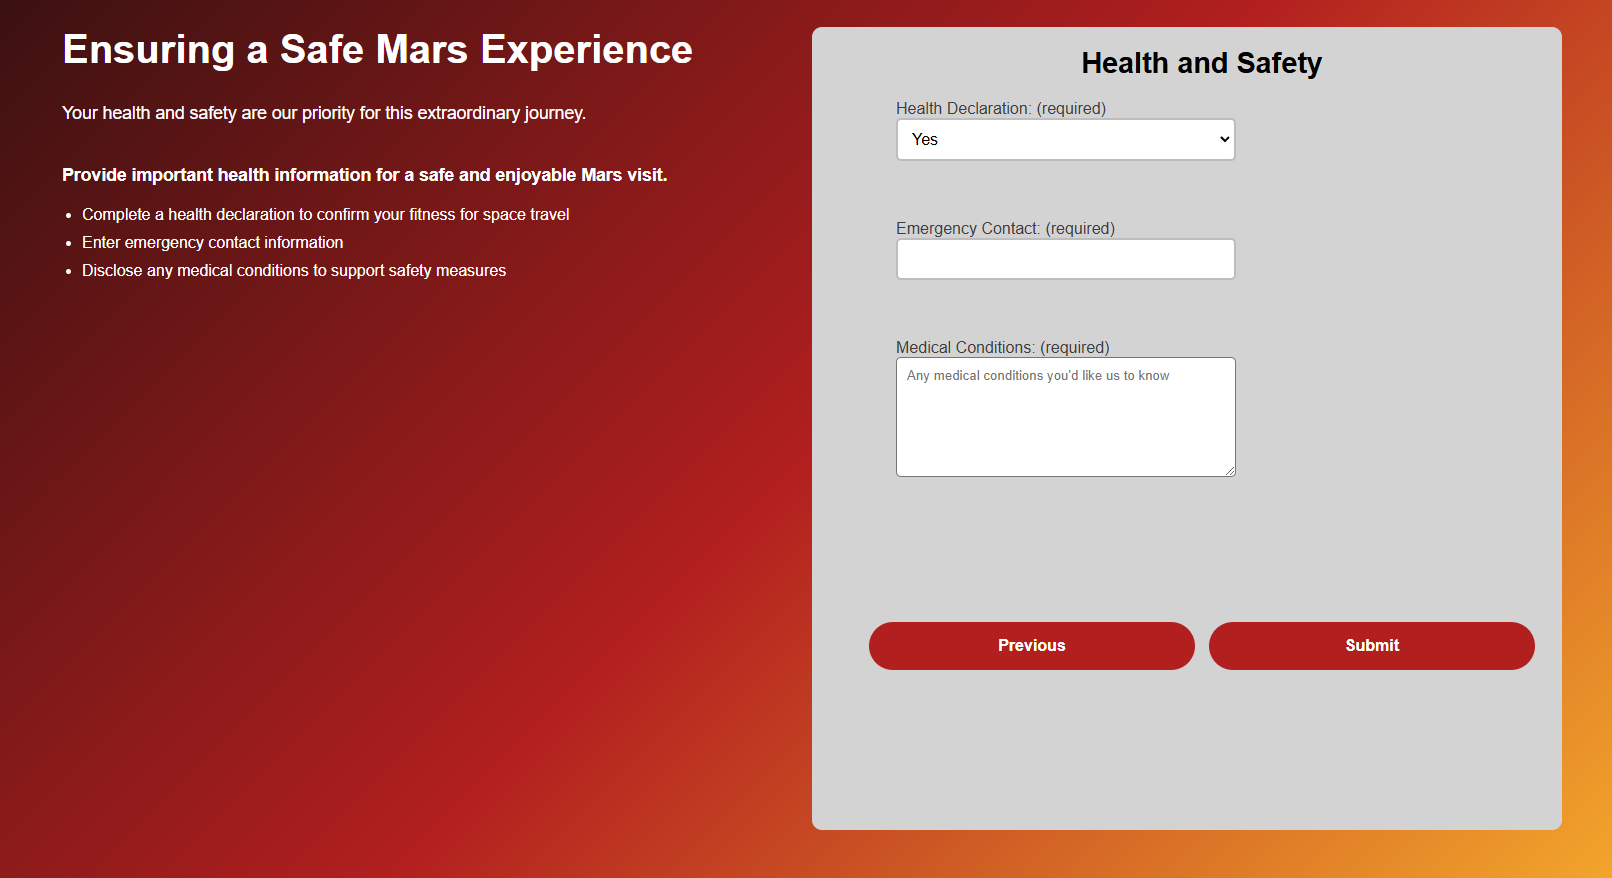 Ensuring a Safe Mars Experience
Your health and safety are our priority for this extraordinary journey.
Provide important health information for a safe and enjoyable Mars visit.
Complete a health declaration to confirm your fitness for space travel
Enter emergency contact information
Disclose any medical conditions to support safety measures
Health and Safety
Health Declaration: (required)
Yes
Emergency Contact: (required)
Medical Conditions: (required)
Any medical conditions you'd like us to know
Previous
Submit